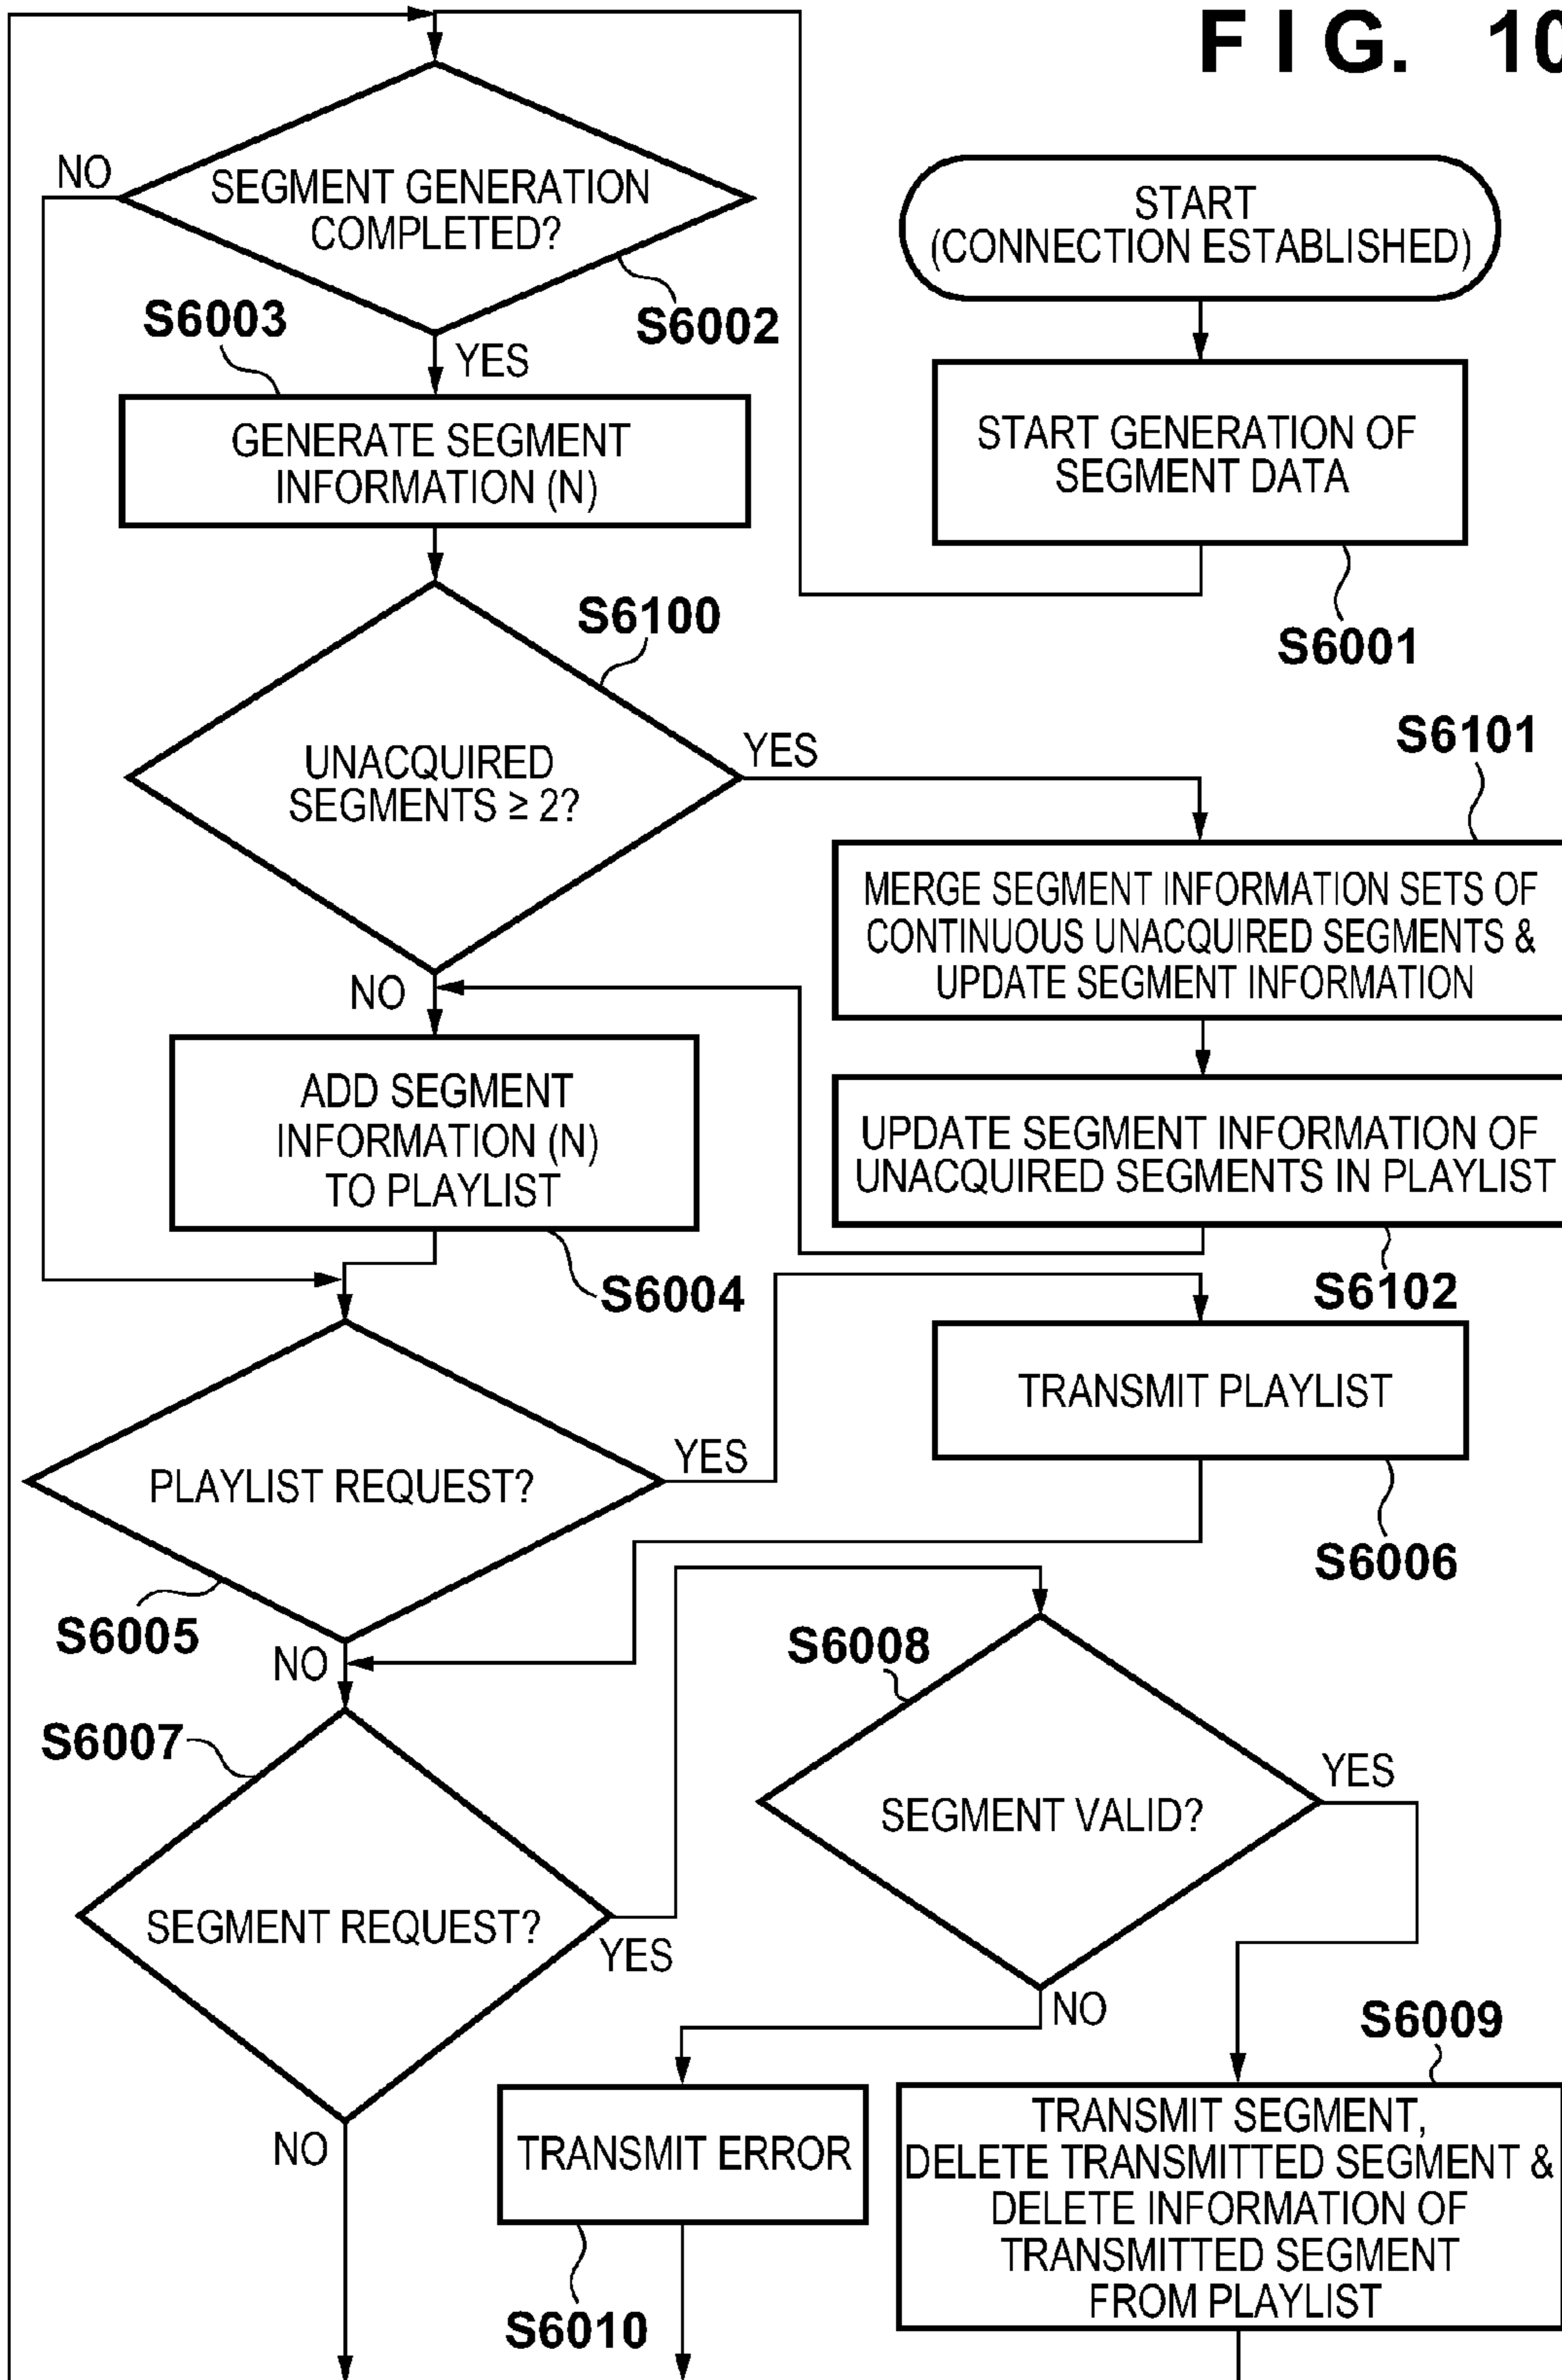 FIG. 10
NO
SEGMENT GENERATION
COMPLETED?
S6002
START
(CONNECTION ESTABLISHED)
S6003
YES
GENERATE SEGMENT
INFORMATION (N)
START GENERATION OF
SEGMENT DATA
S6001
S6100
UNACQUIRED
SEGMENTS ≥ 2?
YES
S6101
MERGE SEGMENT INFORMATION SETS OF
CONTINUOUS UNACQUIRED SEGMENTS &
UPDATE SEGMENT INFORMATION
NO
ADD SEGMENT
INFORMATION (N)
TO PLAYLIST
UPDATE SEGMENT INFORMATION OF
UNACQUIRED SEGMENTS IN PLAYLIST
S6004
S6102
TRANSMIT PLAYLIST
PLAYLIST REQUEST?
YES
S6006
S6005
NO
S6008
S6007
SEGMENT VALID?
YES
SEGMENT REQUEST?
YES
NO
S6009
NO
TRANSMIT ERROR
TRANSMIT SEGMENT,
DELETE TRANSMITTED SEGMENT &
DELETE INFORMATION OF
TRANSMITTED SEGMENT
FROM PLAYLIST
S6010